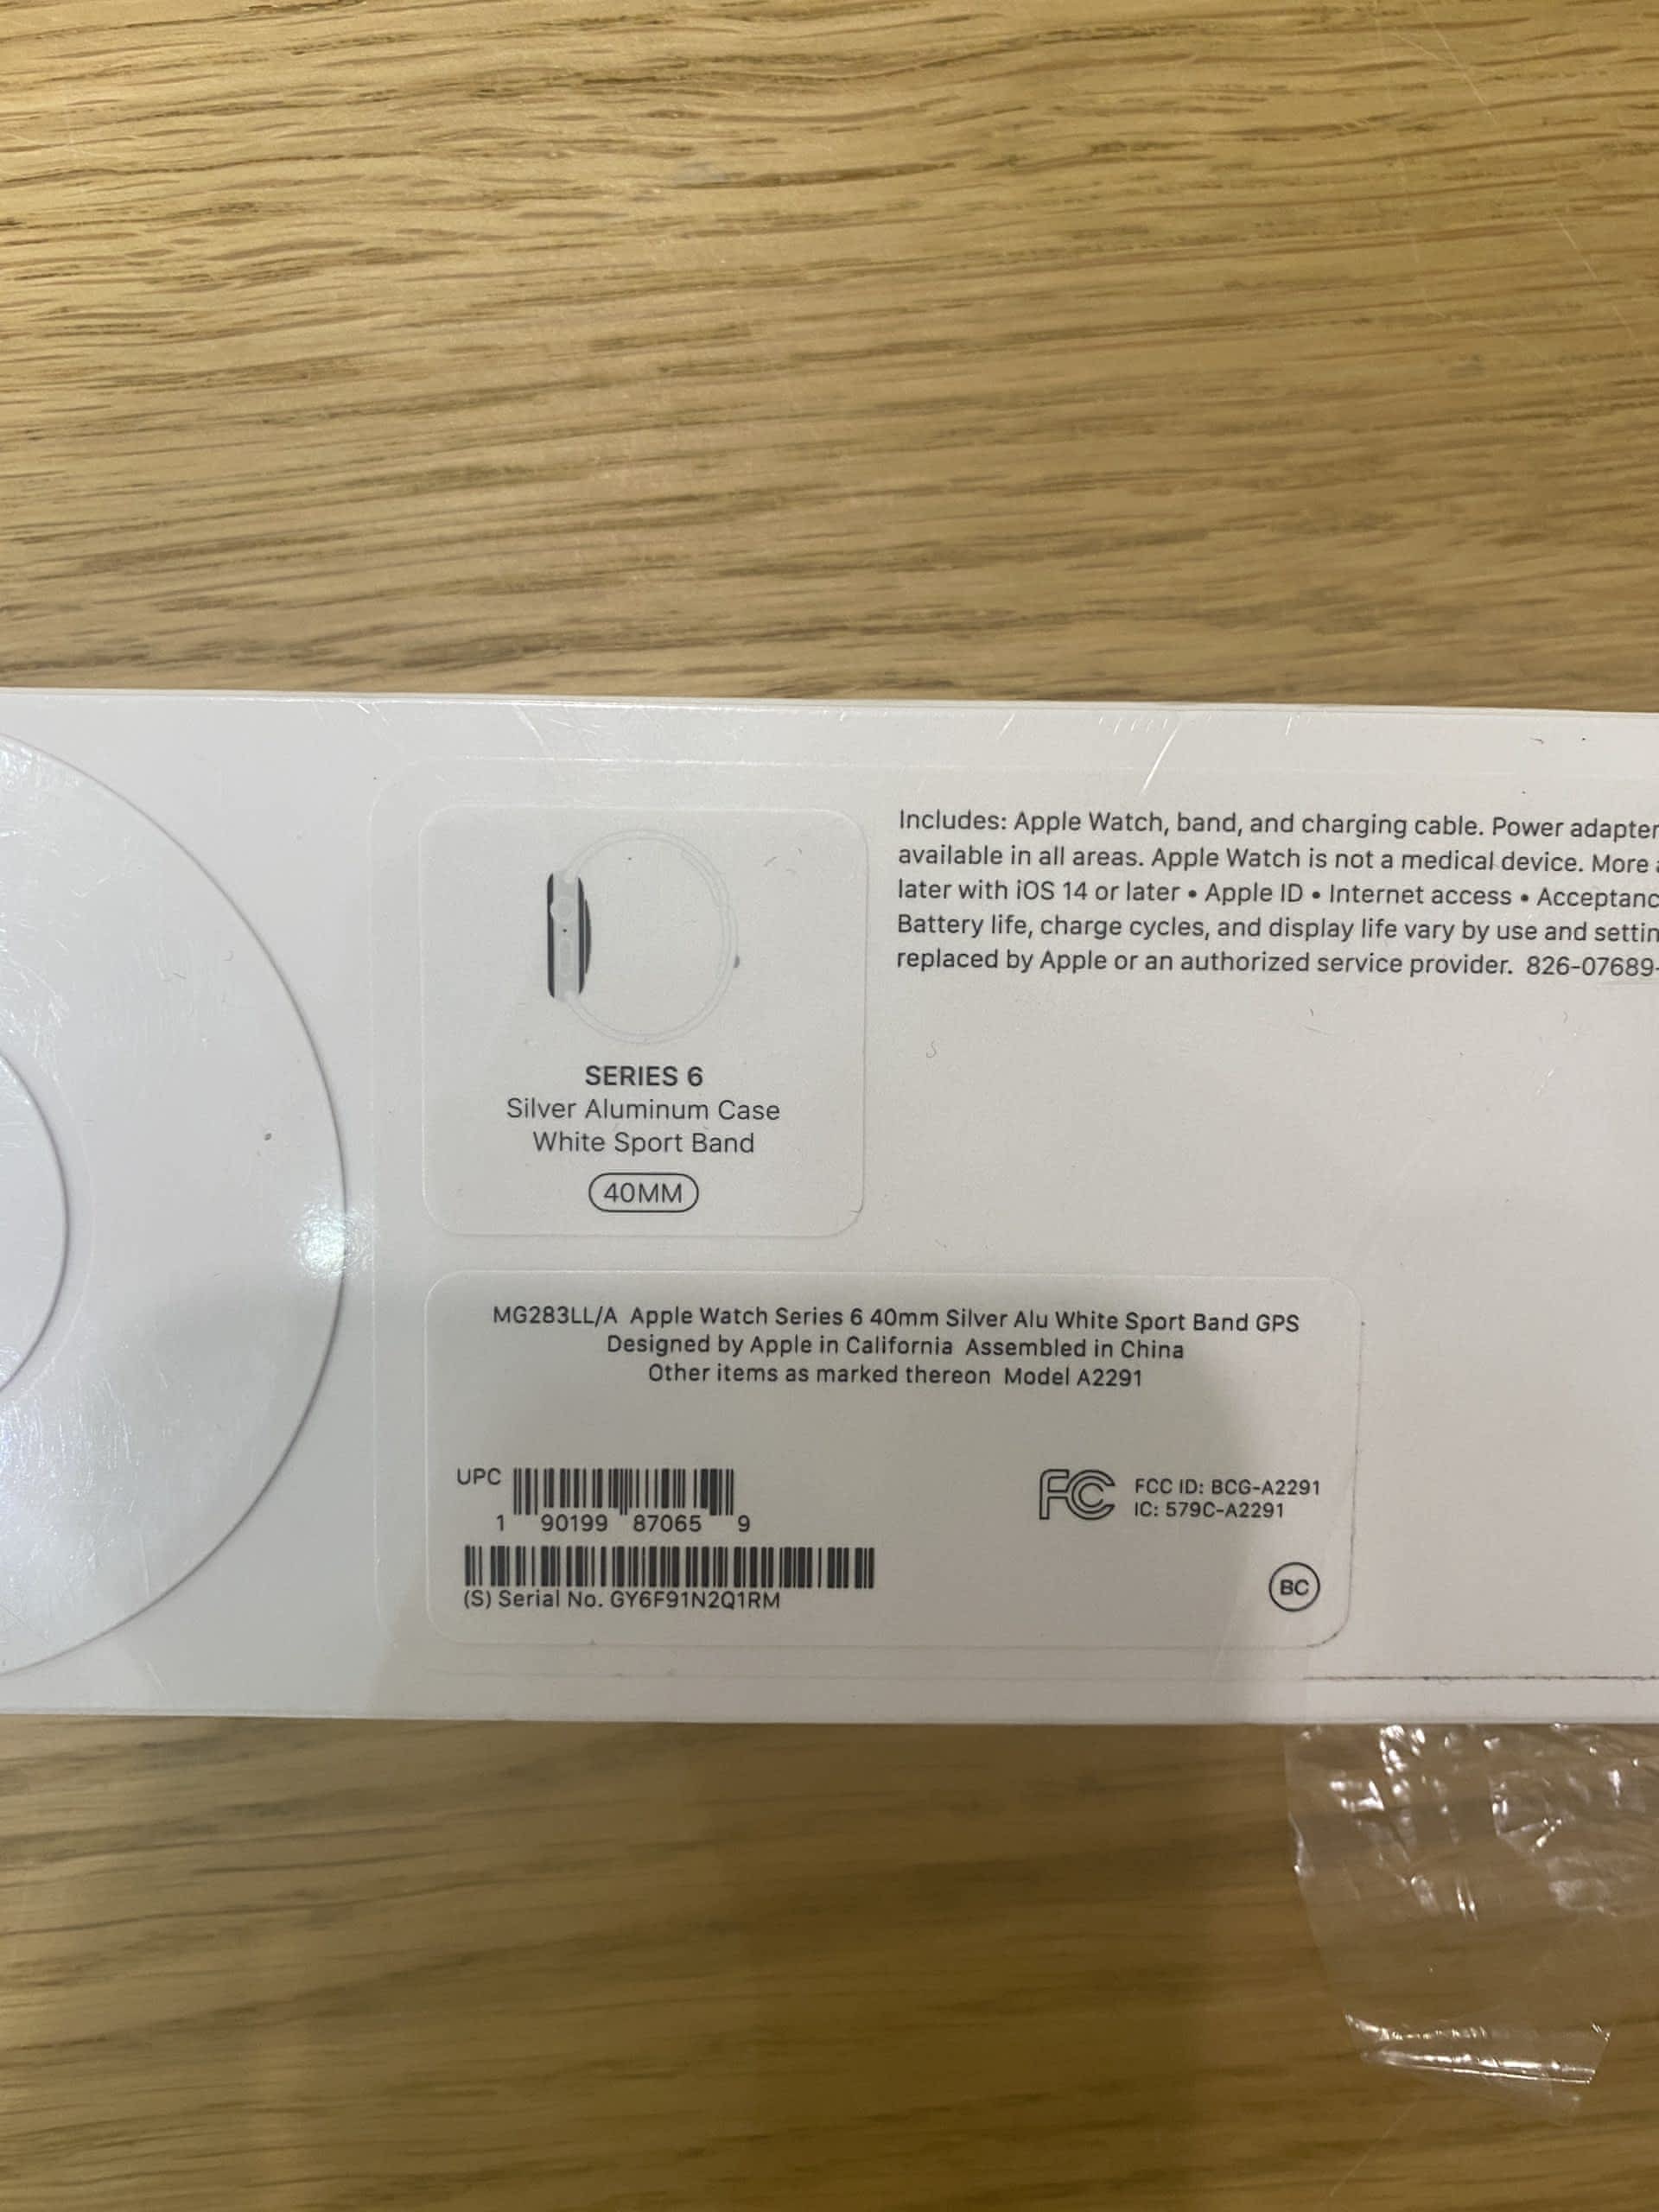 Includes: Apple Watch, band, and charging cable. Power adapter
available in all areas. Apple Watch is not a medical device. More
later with iOS 14 or later • Apple ID • Internet access •
Battery life, charge cycles, and display life vary by use and
replaced by Apple or an authorized service provider. 826-07689-
SERIES 6
Silver Aluminum Case
White Sport Band
40MM
MG283LL/A Apple Watch Series 6 40mm Silver Alu White Sport Band GPS
Designed by Apple in California Assembled in China
Other items as marked thereon Model A2291
UPC
1 90199 87065 9
(S) Serial No. GY6F91N2Q1RM
FC FCC ID: BCG-A2291
IC: 579C-A2291
BC